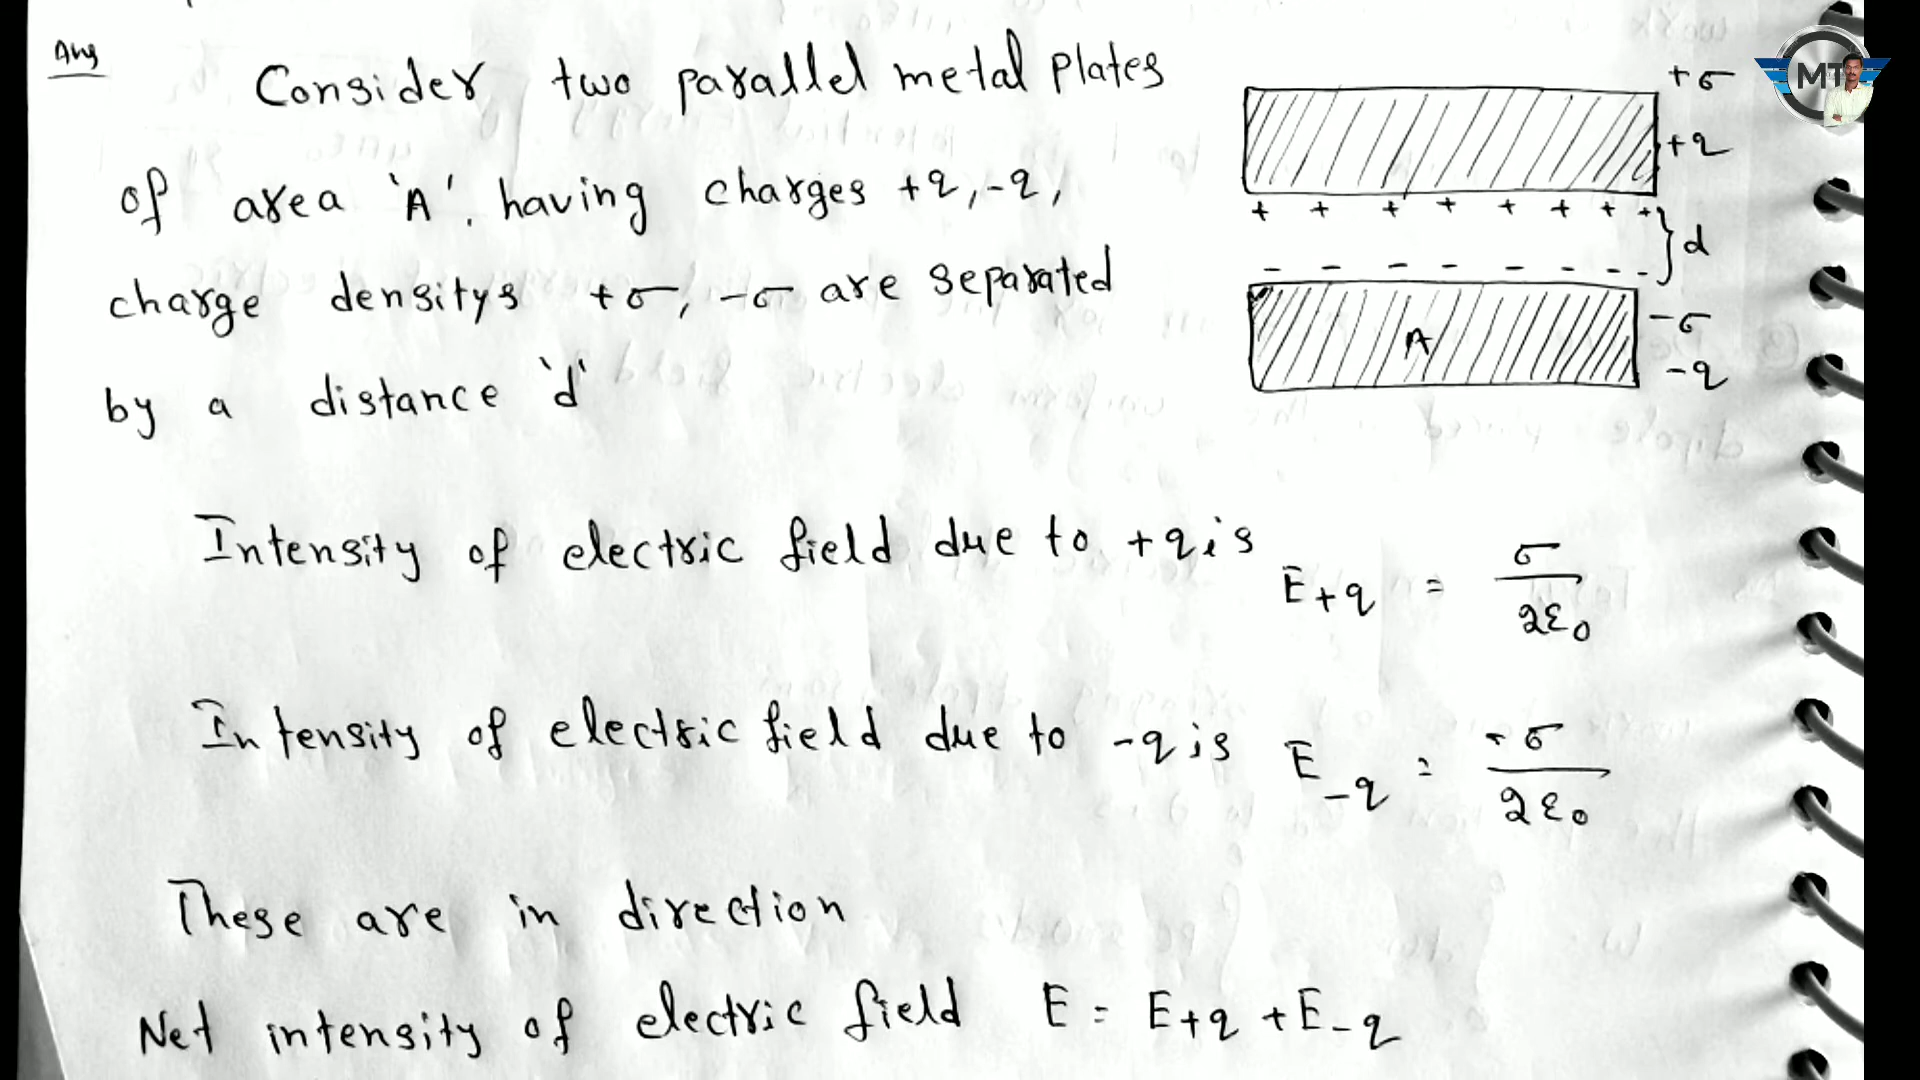 Ans
Consider two parallel metal plates
of area 'A', having charges +q, -q,
charge densitys +σ, -σ are separated
by a distance 'd'
+σ
+q
+ + + + + + + +
d
- - - - - - - -
-σ
A
-q
Intensity of electric field due to +q is E+q = σ/2ε₀
Intensity of electric field due to -q is E-q = -σ/2ε₀
These are in direction
Net intensity of electric field E = E+q + E-q
MT